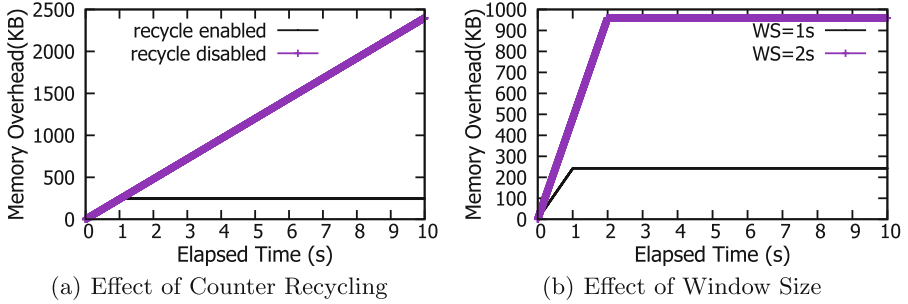 Memory Overhead(KB)
2500
2000
1500
1000
500
0
recycle enabled
recycle disabled
0 1 2 3 4 5 6 7 8 9 10
Elapsed Time (s)
(a) Effect of Counter Recycling
Memory Overhead(KB)
1000
900
800
700
600
500
400
300
200
100
0
WS=1s
WS=2s
0 1 2 3 4 5 6 7 8 9 10
Elapsed Time (s)
(b) Effect of Window Size